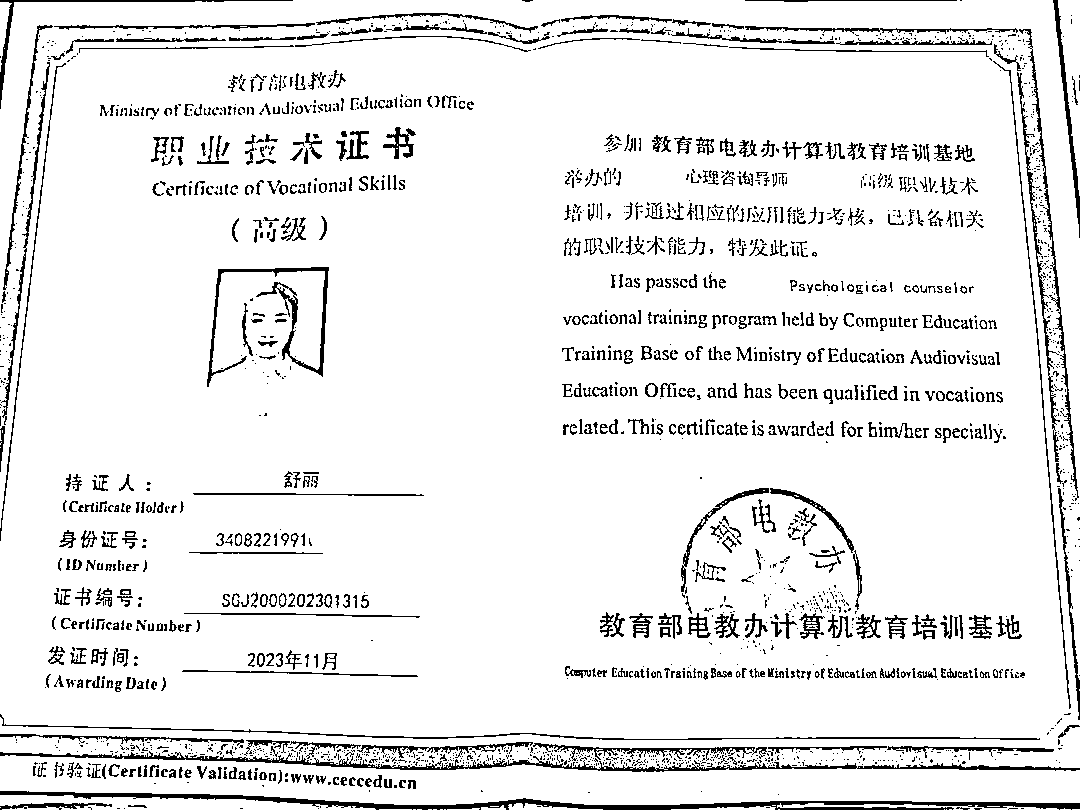 教育部电教办
Ministry of Education Audiovisual Education Office
职业技术证书
Certificate of Vocational Skills
（高级）
持证人：
舒丽
(Certificate Holder)
身份证号：
3408221991
(ID Number)
证书编号：
SGJ2000202301315
(Certificate Number)
发证时间：
2023年11月
(Awarding Date)
参加 教育部电教办计算机教育培训基地
举办的 心理咨询导师 高级 职业技术
培训，并通过相应的应用能力考核，已具备相关
的职业技术能力，特发此证。
Has passed the Psychological counselor
vocational training program held by Computer Education
Training Base of the Ministry of Education Audiovisual
Education Office, and has been qualified in vocations
related. This certificate is awarded for him/her specially.
育部电教办
教育部电教办计算机教育培训基地
Computer Education Training Base of the Ministry of Education Audiovisual Education Office
证书验证(Certificate Validation):www.ceccedu.cn